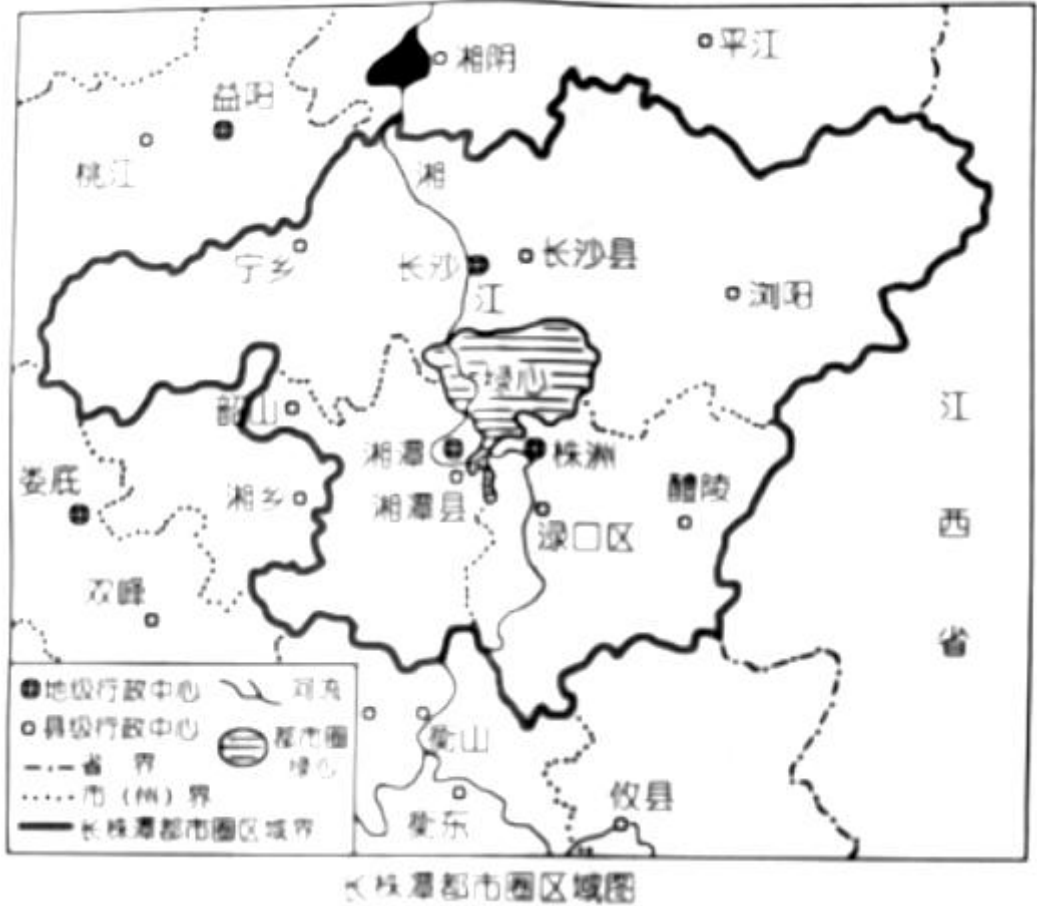 湘阴
平江
益阳
桃江
湘
宁乡
长沙
长沙县
江
浏阳
绿心
韶山
江
湘潭
株洲
娄底
湘乡
湘潭县
醴陵
渌口区
西
双峰
省
地级行政中心
河流
县级行政中心
都市圈
绿心
省 界
市(州)界
长株潭都市圈区域界
衡山
衡东
攸县
长株潭都市圈区域图